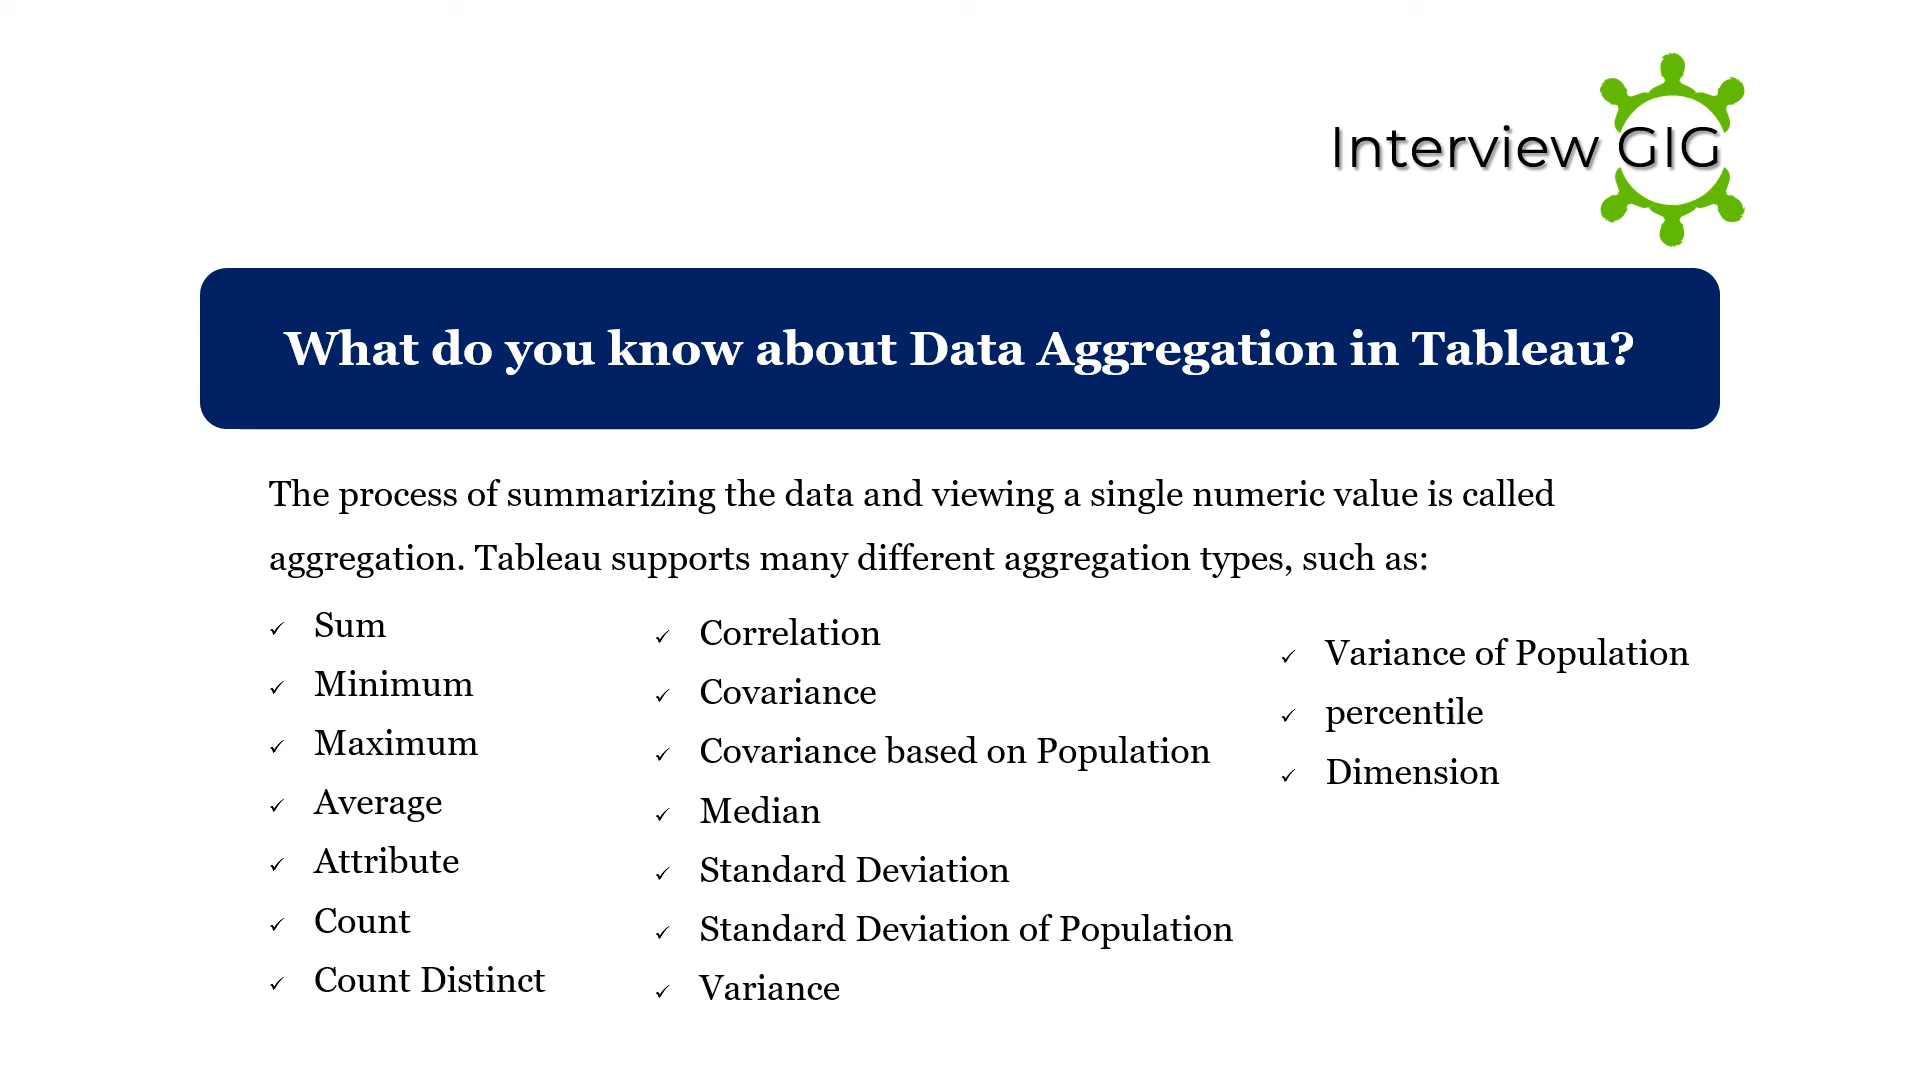 Interview GIG
What do you know about Data Aggregation in Tableau?
The process of summarizing the data and viewing a single numeric value is called
aggregation. Tableau supports many different aggregation types, such as:
✓ Sum
✓ Minimum
✓ Maximum
✓ Average
✓ Attribute
✓ Count
✓ Count Distinct
✓ Correlation
✓ Covariance
✓ Covariance based on Population
✓ Median
✓ Standard Deviation
✓ Standard Deviation of Population
✓ Variance
✓ Variance of Population
✓ percentile
✓ Dimension